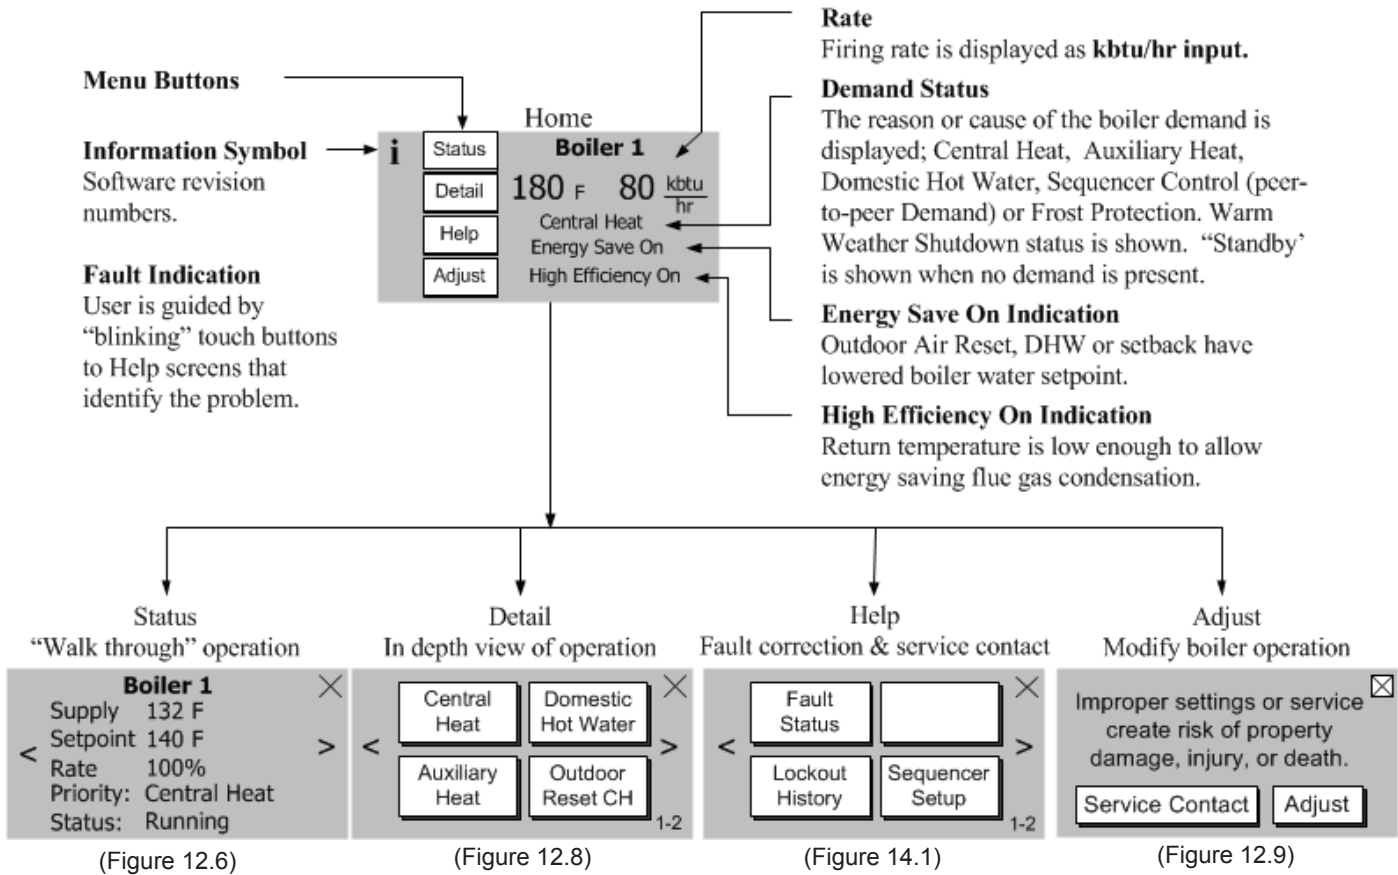 Rate
Firing rate is displayed as kbtu/hr input.
Menu Buttons
Demand Status
The reason or cause of the boiler demand is
displayed; Central Heat, Auxiliary Heat,
Domestic Hot Water, Sequencer Control (peer-
to-peer Demand) or Frost Protection. Warm
Weather Shutdown status is shown. “Standby’
is shown when no demand is present.
Information Symbol
Software revision
numbers.
Home
i
Status
Detail
Help
Adjust
Boiler 1
180 F 80 kbtu
hr
Central Heat
Energy Save On
High Efficiency On
Fault Indication
User is guided by
“blinking” touch buttons
to Help screens that
identify the problem.
Energy Save On Indication
Outdoor Air Reset, DHW or setback have
lowered boiler water setpoint.
High Efficiency On Indication
Return temperature is low enough to allow
energy saving flue gas condensation.
Status
“Walk through” operation
Boiler 1
Supply 132 F
< Setpoint 140 F >
Rate 100%
Priority: Central Heat
Status: Running
(Figure 12.6)
Detail
In depth view of operation
Central
Heat
Domestic
Hot Water
< >
Auxiliary
Heat
Outdoor
Reset CH
1-2
(Figure 12.8)
Help
Fault correction & service contact
Fault
Status
< >
Lockout
History
Sequencer
Setup
1-2
(Figure 14.1)
Adjust
Modify boiler operation
Improper settings or service
create risk of property
damage, injury, or death.
Service Contact
Adjust
(Figure 12.9)